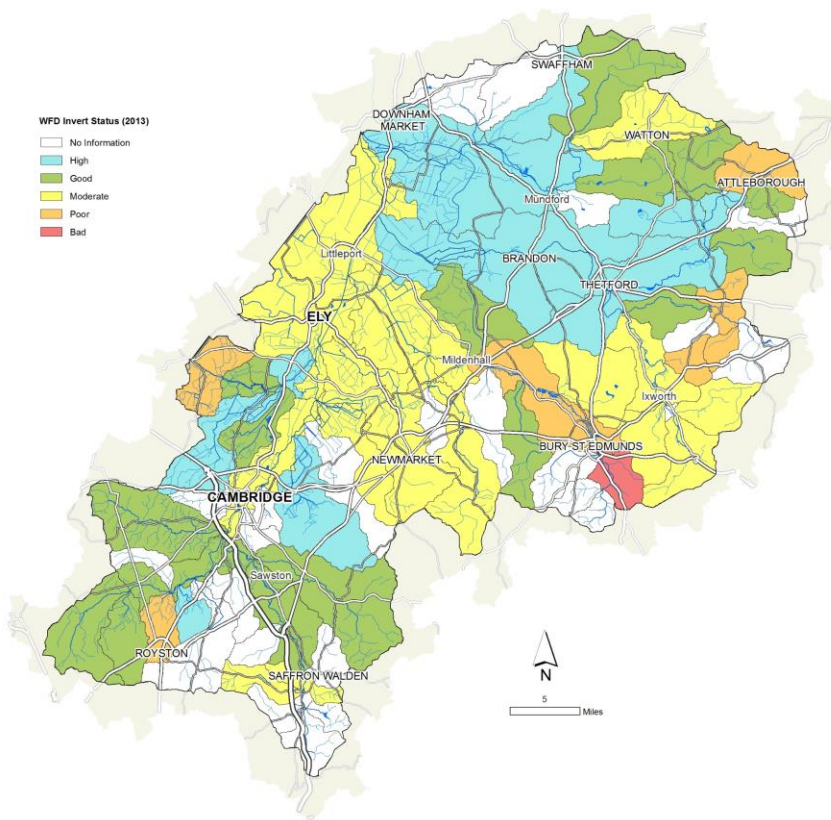 WFD Invert Status (2013)
No Information
High
Good
Moderate
Poor
Bad
SWAFFHAM
DOWNHAM
MARKET
WATTON
ATTLEBOROUGH
Mundford
Littleport
BRANDON
THETFORD
ELY
Mildenhall
Ixworth
BURY ST EDMUNDS
NEWMARKET
CAMBRIDGE
Sawston
ROYSTON
SAFFRON WALDEN
N
5
Miles